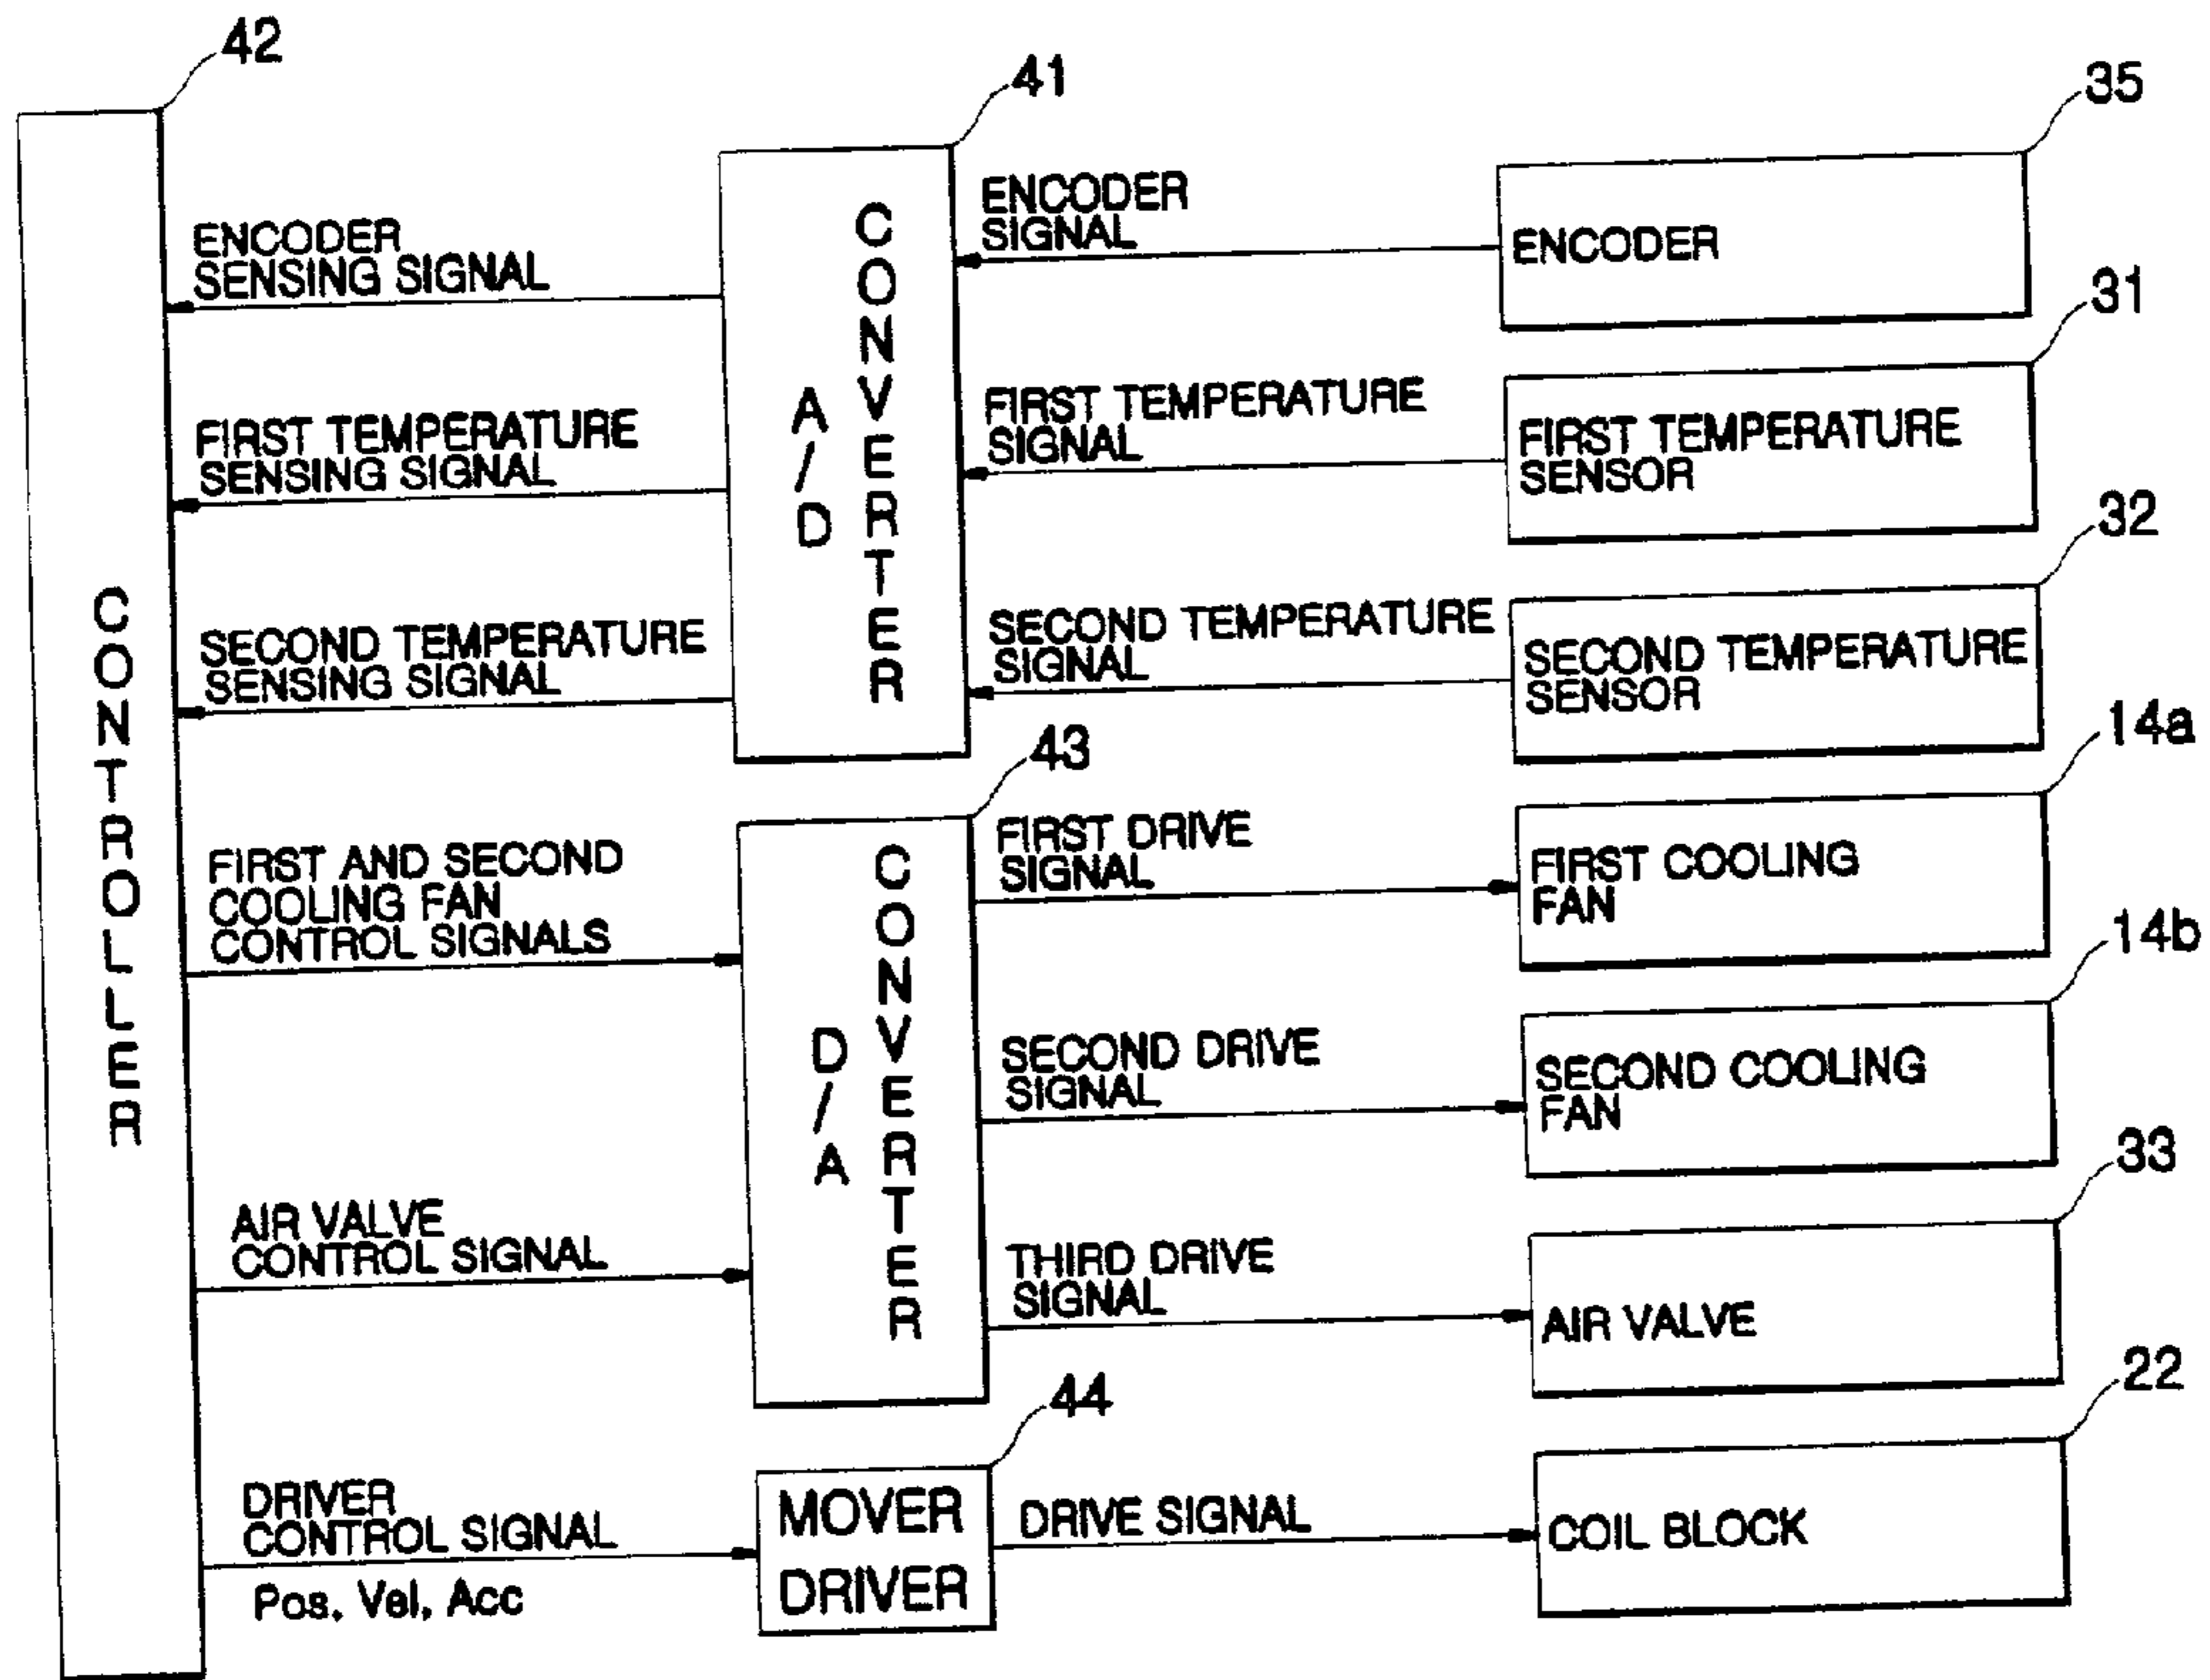 42
41
35
ENCODER
SENSING SIGNAL
ENCODER
SIGNAL
ENCODER
31
FIRST TEMPERATURE
SENSING SIGNAL
A/D
CONVERTER
FIRST TEMPERATURE
SIGNAL
FIRST TEMPERATURE
SENSOR
32
SECOND TEMPERATURE
SENSING SIGNAL
SECOND TEMPERATURE
SIGNAL
SECOND TEMPERATURE
SENSOR
CONTROLLER
43
14a
FIRST AND SECOND
COOLING FAN
CONTROL SIGNALS
FIRST DRIVE
SIGNAL
FIRST COOLING
FAN
14b
D/A
CONVERTER
SECOND DRIVE
SIGNAL
SECOND COOLING
FAN
33
AIR VALVE
CONTROL SIGNAL
THIRD DRIVE
SIGNAL
AIR VALVE
44
22
DRIVER
CONTROL SIGNAL
Pos, Vel, Acc
MOVER
DRIVER
DRIVE SIGNAL
COIL BLOCK